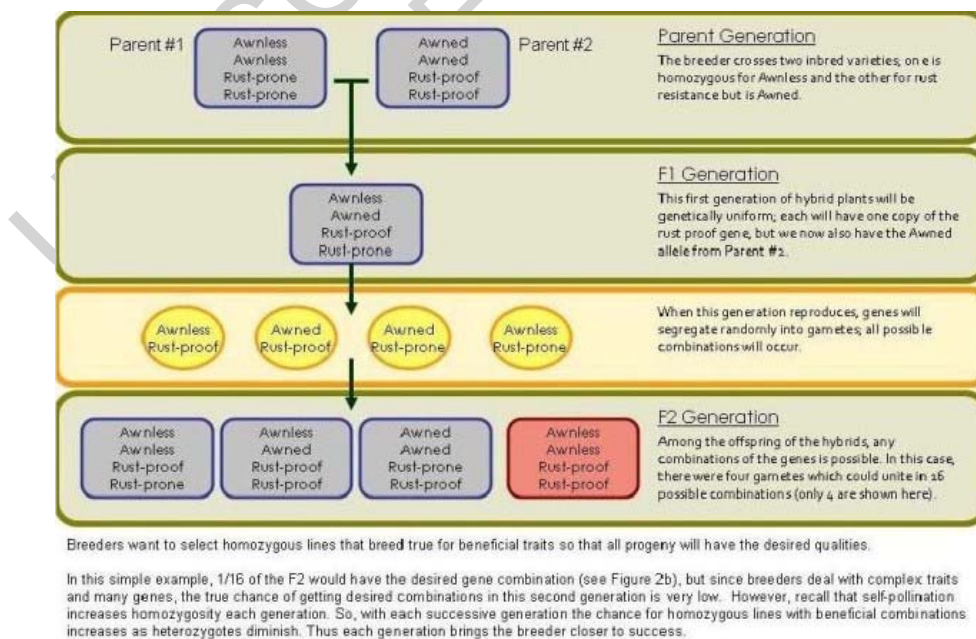 Parent #1
Awnless
Awnless
Rust-prone
Rust-prone
Awned
Awned
Rust-proof
Rust-proof
Parent #2
Parent Generation
The breeder crosses two inbred varieties, on e is
homozygous for Awnless and the other for rust
resistance but is Awned.
Awnless
Awned
Rust-proof
Rust-prone
F1 Generation
This first generation of hybrid plants will be
genetically uniform; each will have one copy of the
rust proof gene, but we now also have the Awned
allele from Parent #2.
Awnless
Rust-proof
Awned
Rust-proof
Awned
Rust-prone
Awnless
Rust-prone
When this generation reproduces, genes will
segregate randomly into gametes; all possible
combinations will occur.
Awnless
Awnless
Rust-proof
Rust-prone
Awnless
Awned
Rust-proof
Rust-proof
Awned
Awned
Rust-prone
Rust-proof
Awnless
Awnless
Rust-proof
Rust-proof
F2 Generation
Among the offspring of the hybrids, any
combinations of the genes is possible. In this case,
there were four gametes which could unite in 16
possible combinations (only 4 are shown here).
Breeders want to select homozygous lines that breed true for beneficial traits so that all progeny will have the desired qualities.
In this simple example, 1/16 of the F2 would have the desired gene combination (see Figure 2b), but since breeders deal with complex traits
and many genes, the true chance of getting desired combinations in this second generation is very low. However, recall that self-pollination
increases homozygosity each generation. So, with each successive generation the chance for homozygous lines with beneficial combinations
increases as heterozygotes diminish. Thus each generation brings the breeder closer to success.